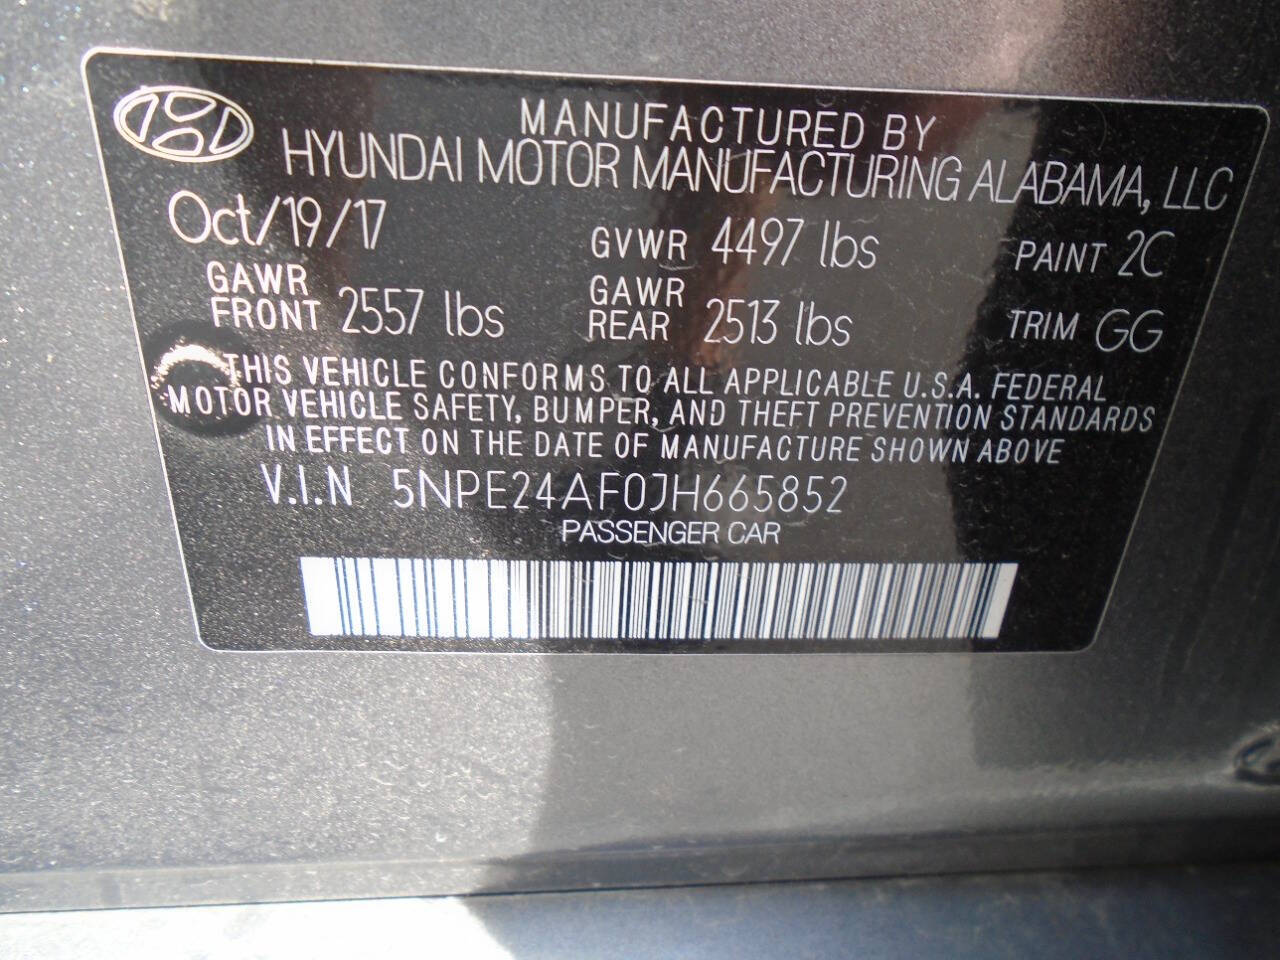 MANUFACTURED BY
HYUNDAI MOTOR MANUFACTURING ALABAMA, LLC
Oct/19/17 GVWR 4497 lbs PAINT 2C
GAWR FRONT 2557 lbs GAWR REAR 2513 lbs TRIM GG
THIS VEHICLE CONFORMS TO ALL APPLICABLE U.S.A. FEDERAL
MOTOR VEHICLE SAFETY, BUMPER, AND THEFT PREVENTION STANDARDS
IN EFFECT ON THE DATE OF MANUFACTURE SHOWN ABOVE
V.I.N 5NPE24AF0JH665852
PASSENGER CAR